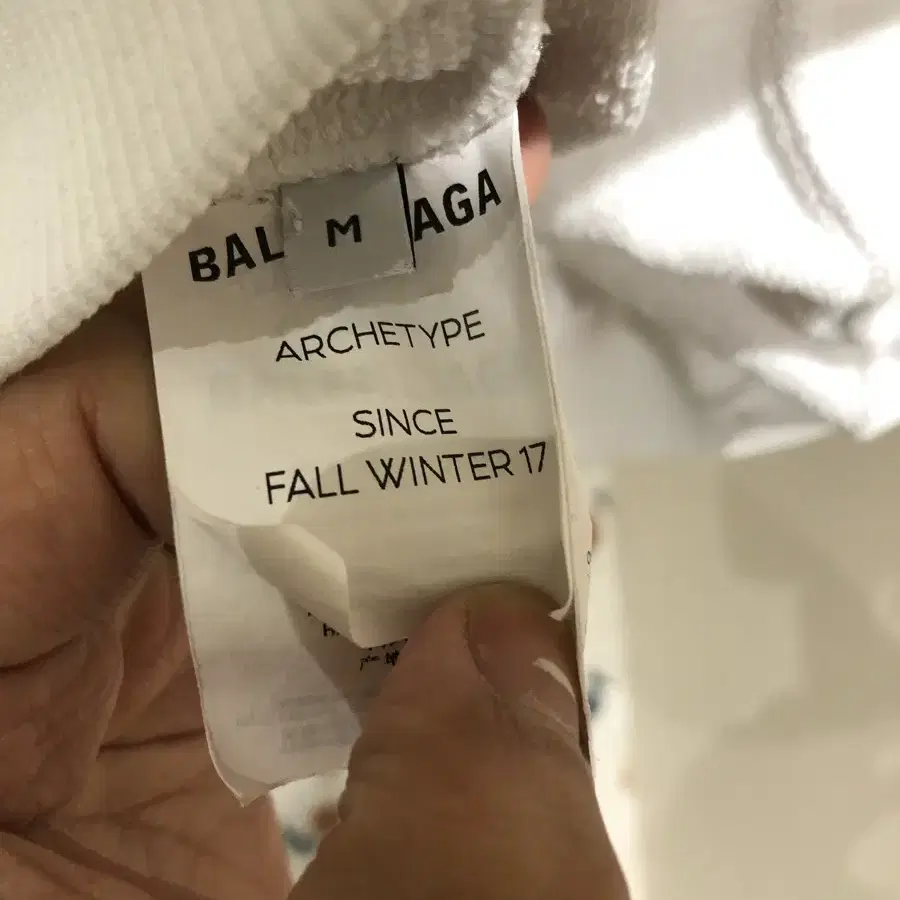 BAL M AGA
ARCHETYPE
SINCE
FALL WINTER 17